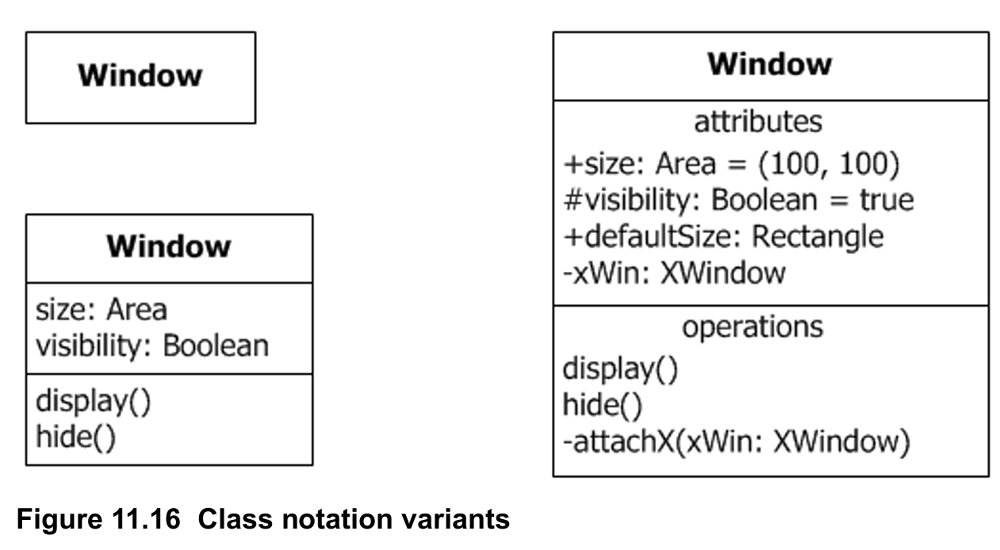 Window
Window
size: Area
visibility: Boolean
display()
hide()
Window
attributes
+size: Area = (100, 100)
#visibility: Boolean = true
+defaultSize: Rectangle
-xWin: XWindow
operations
display()
hide()
-attachX(xWin: XWindow)
Figure 11.16  Class notation variants